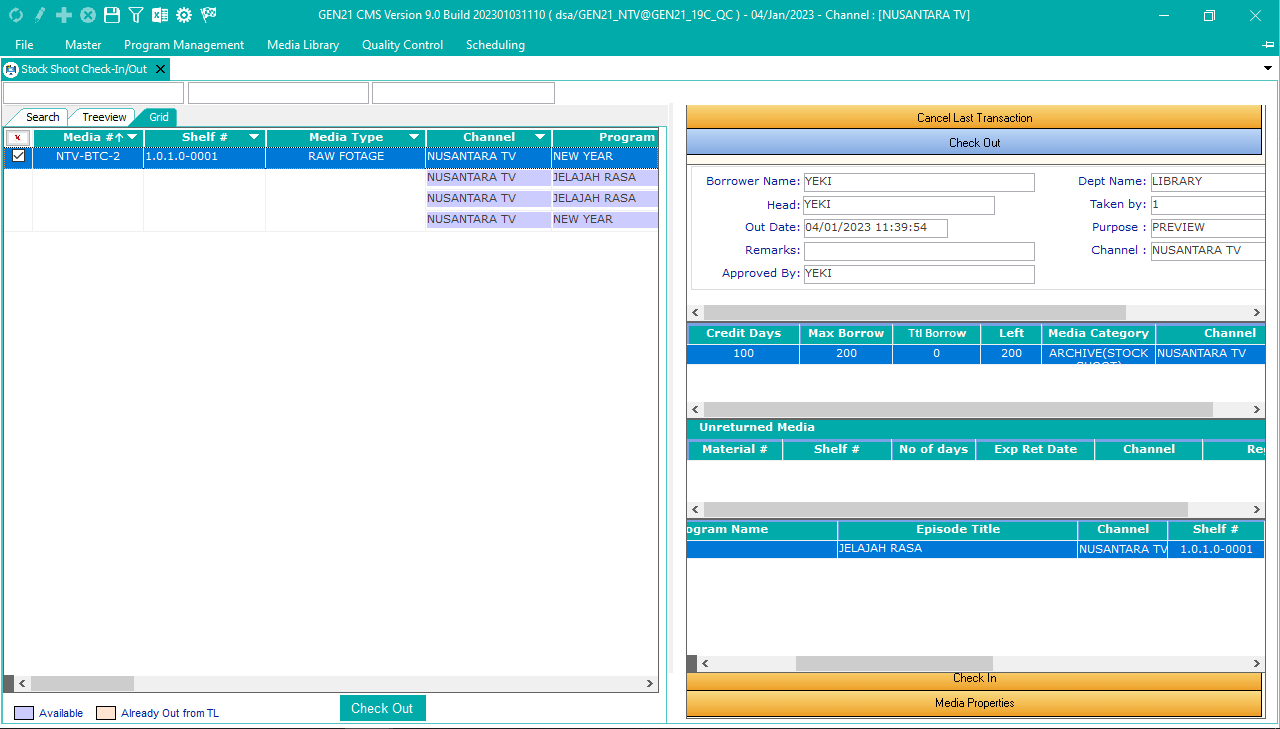 GEN21 CMS Version 9.0 Build 202301031110 ( dsa/GEN21_NTV@GEN21_19C_QC ) - 04/Jan/2023 - Channel : [NUSANTARA TV]
File Master Program Management Media Library Quality Control Scheduling
Stock Shoot Check-In/Out
Search Treeview Grid
x Media # Shelf # Media Type Channel Program
NTV-BTC-2 1.0.1.0-0001 RAW FOTAGE NUSANTARA TV NEW YEAR
NUSANTARA TV JELAJAH RASA
NUSANTARA TV JELAJAH RASA
NUSANTARA TV NEW YEAR
Available Already Out from TL Check Out
Cancel Last Transaction
Check Out
Borrower Name: YEKI Dept Name: LIBRARY
Head: YEKI Taken by: 1
Out Date: 04/01/2023 11:39:54 Purpose : PREVIEW
Remarks: Channel : NUSANTARA TV
Approved By: YEKI
Credit Days Max Borrow Ttl Borrow Left Media Category Channel
100 200 0 200 ARCHIVE(STOCK NUSANTARA TV
Unreturned Media
Material # Shelf # No of days Exp Ret Date Channel Re
ogram Name Episode Title Channel Shelf #
JELAJAH RASA NUSANTARA TV 1.0.1.0-0001
Check In
Media Properties